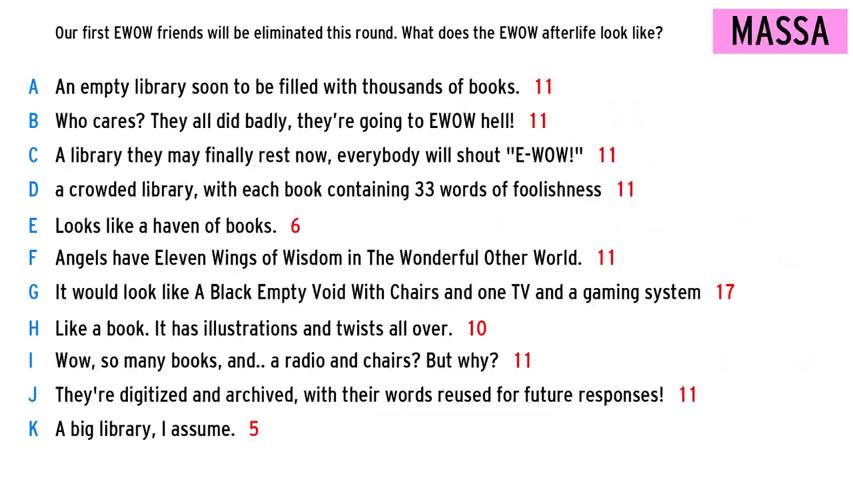 Our first EWOW friends will be eliminated this round. What does the EWOW afterlife look like?
MASSA
A An empty library soon to be filled with thousands of books. 11
B Who cares? They all did badly, they're going to EWOW hell! 11
C A library they may finally rest now, everybody will shout "E-WOW!" 11
D a crowded library, with each book containing 33 words of foolishness 11
E Looks like a haven of books. 6
F Angels have Eleven Wings of Wisdom in The Wonderful Other World. 11
G It would look like A Black Empty Void With Chairs and one TV and a gaming system 17
H Like a book. It has illustrations and twists all over. 10
I Wow, so many books, and.. a radio and chairs? But why? 11
J They're digitized and archived, with their words reused for future responses! 11
K A big library, I assume. 5